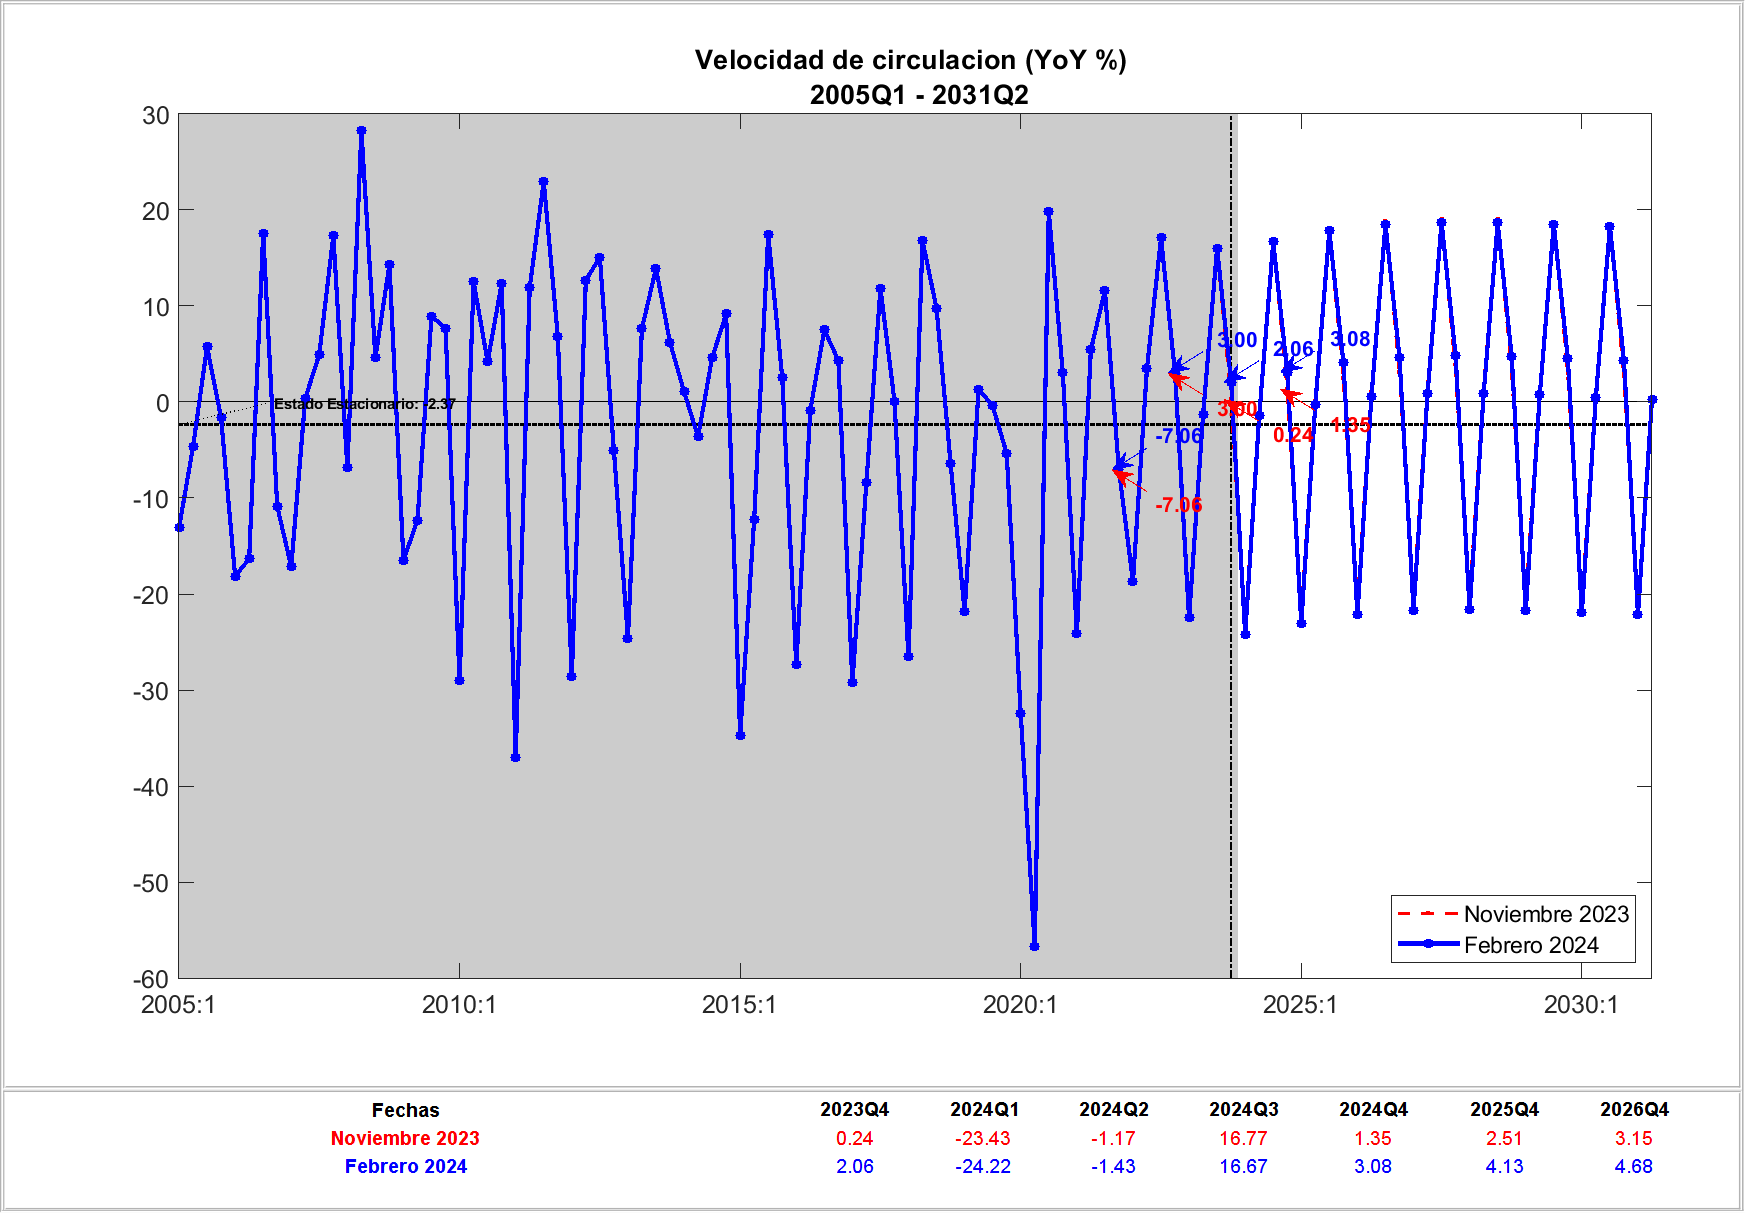 Velocidad de circulacion (YoY %)
2005Q1 - 2031Q2
30
20
10
0
-10
-20
-30
-40
-50
-60
Estado Estacionario: -2.37
3.00
2.06
3.08
3.00
-7.06
0.24
1.35
-7.06
Noviembre 2023
Febrero 2024
2005:1 2010:1 2015:1 2020:1 2025:1 2030:1
Fechas 2023Q4 2024Q1 2024Q2 2024Q3 2024Q4 2025Q4 2026Q4
Noviembre 2023 0.24 -23.43 -1.17 16.77 1.35 2.51 3.15
Febrero 2024 2.06 -24.22 -1.43 16.67 3.08 4.13 4.68